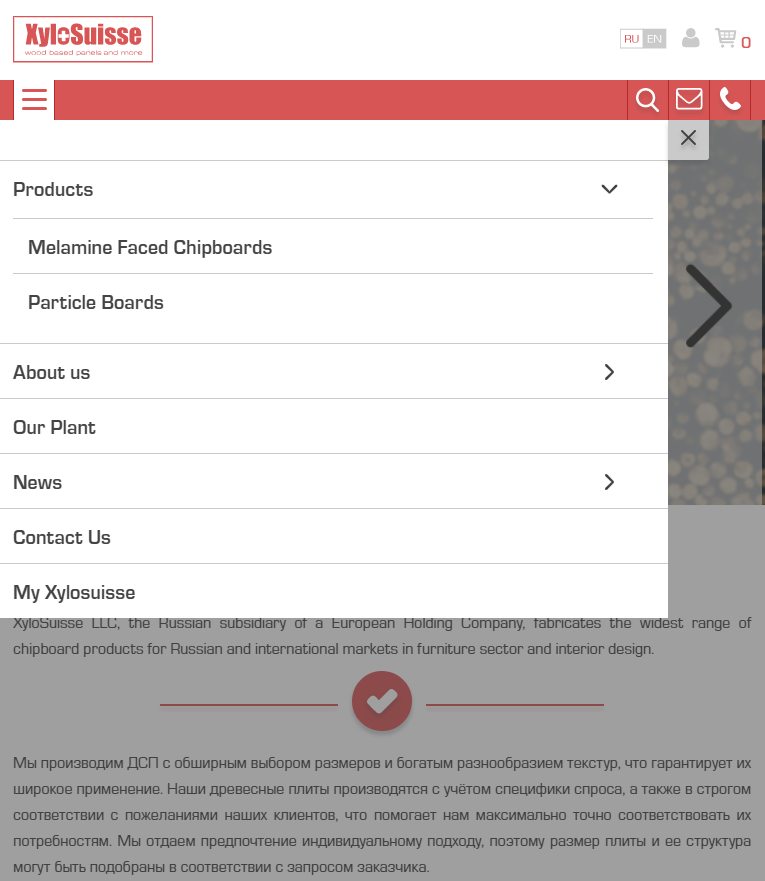 XyloSuisse
wood based panels and more
RU EN
0
Products
Melamine Faced Chipboards
Particle Boards
About us
Our Plant
News
Contact Us
My Xylosuisse
XyloSuisse LLC, the Russian subsidiary of a European Holding Company, fabricates the widest range of
chipboard products for Russian and international markets in furniture sector and interior design.
Мы производим ДСП с обширным выбором размеров и богатым разнообразием текстур, что гарантирует их
широкое применение. Наши древесные плиты производятся с учётом специфики спроса, а также в строгом
соответствии с пожеланиями наших клиентов, что помогает нам максимально точно соответствовать их
потребностям. Мы отдаем предпочтение индивидуальному подходу, поэтому размер плиты и ее структура
могут быть подобраны в соответствии с запросом заказчика.